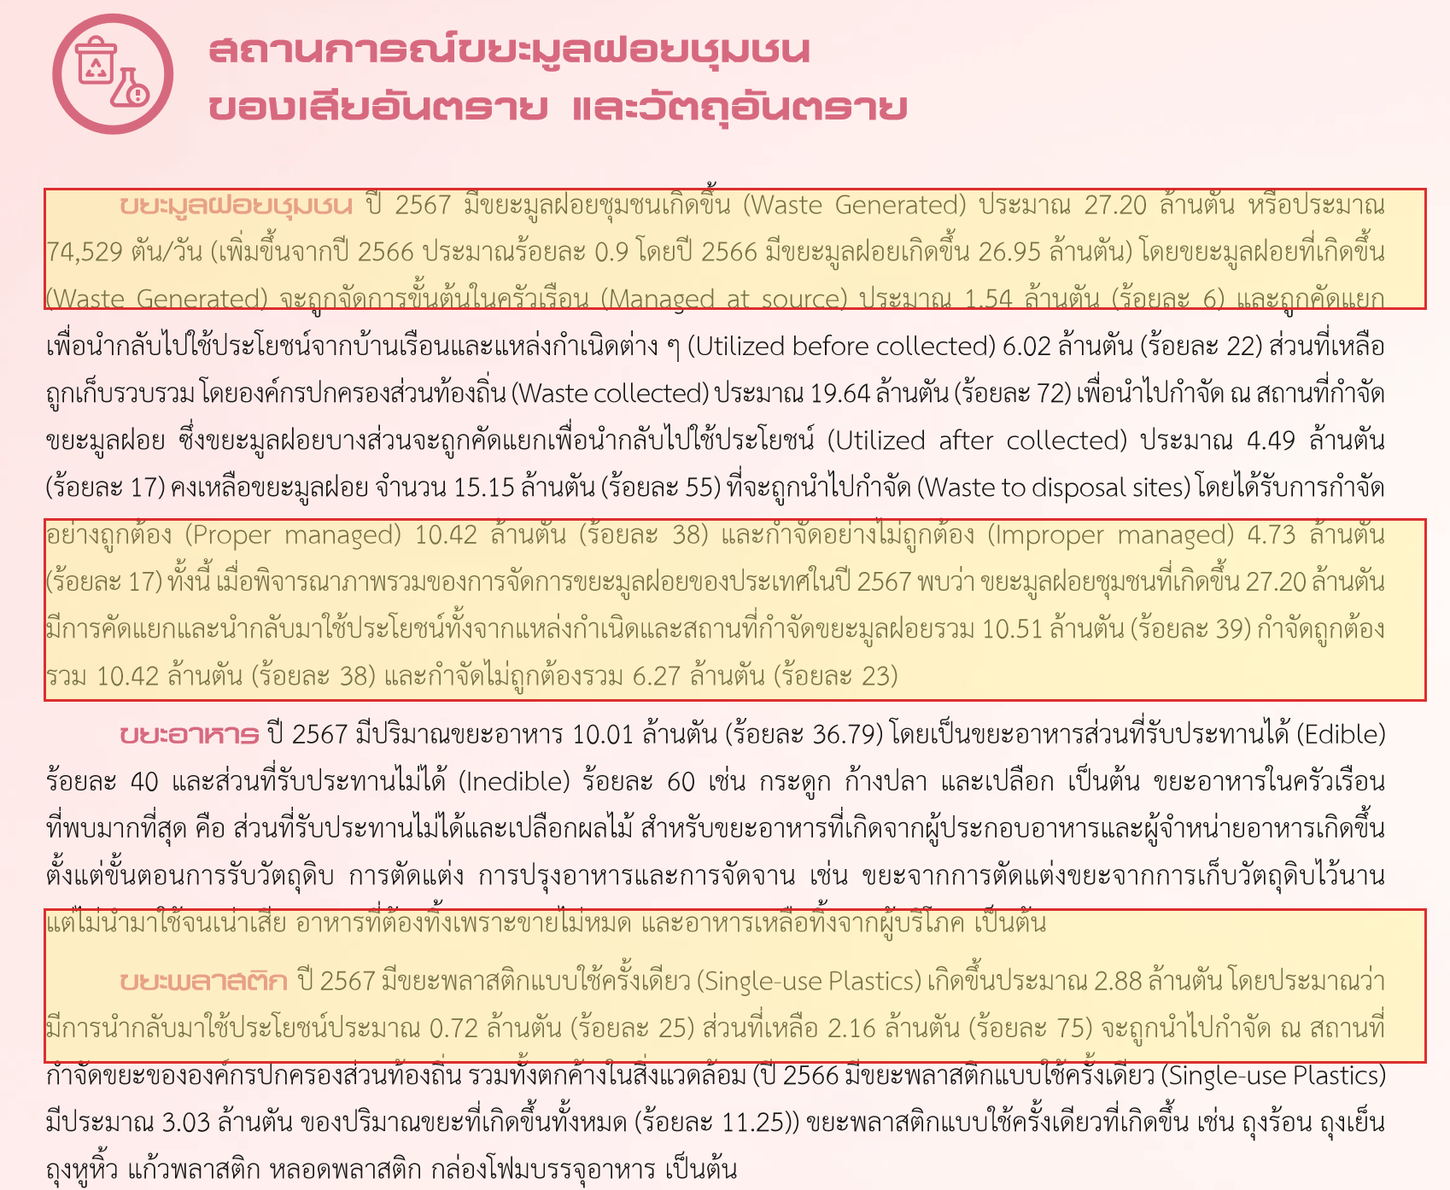 สถานการณ์ขยะมูลฝอยชุมชน
ของเสียอันตราย และวัตถุอันตราย
ขยะมูลฝอยชุมชน ปี 2567 มีขยะมูลฝอยชุมชนเกิดขึ้น (Waste Generated) ประมาณ 27.20 ล้านตัน หรือประมาณ
74,529 ตัน/วัน (เพิ่มขึ้นจากปี 2566 ประมาณร้อยละ 0.9 โดยปี 2566 มีขยะมูลฝอยเกิดขึ้น 26.95 ล้านตัน) โดยขยะมูลฝอยที่เกิดขึ้น
(Waste Generated) จะถูกจัดการขั้นต้นในครัวเรือน (Managed at source) ประมาณ 1.54 ล้านตัน (ร้อยละ 6) และถูกคัดแยก
เพื่อนำกลับไปใช้ประโยชน์จากบ้านเรือนและแหล่งกำเนิดต่าง ๆ (Utilized before collected) 6.02 ล้านตัน (ร้อยละ 22) ส่วนที่เหลือ
ถูกเก็บรวบรวมโดยองค์กรปกครองส่วนท้องถิ่น (Waste collected) ประมาณ 19.64 ล้านตัน (ร้อยละ 72) เพื่อนำไปกำจัด ณ สถานที่กำจัด
ขยะมูลฝอย ซึ่งขยะมูลฝอยบางส่วนจะถูกคัดแยกเพื่อนำกลับไปใช้ประโยชน์ (Utilized after collected) ประมาณ 4.49 ล้านตัน
(ร้อยละ 17) คงเหลือขยะมูลฝอย จำนวน 15.15 ล้านตัน (ร้อยละ 55) ที่จะถูกนำไปกำจัด (Waste to disposal sites) โดยได้รับการกำจัด
อย่างถูกต้อง (Proper managed) 10.42 ล้านตัน (ร้อยละ 38) และกำจัดอย่างไม่ถูกต้อง (Improper managed) 4.73 ล้านตัน
(ร้อยละ 17) ทั้งนี้ เมื่อพิจารณาภาพรวมของการจัดการขยะมูลฝอยของประเทศในปี 2567 พบว่า ขยะมูลฝอยชุมชนที่เกิดขึ้น 27.20 ล้านตัน
มีการคัดแยกและนำกลับมาใช้ประโยชน์ทั้งจากแหล่งกำเนิดและสถานที่กำจัดขยะมูลฝอยรวม 10.51 ล้านตัน (ร้อยละ 39) กำจัดถูกต้อง
รวม 10.42 ล้านตัน (ร้อยละ 38) และกำจัดไม่ถูกต้องรวม 6.27 ล้านตัน (ร้อยละ 23)
ขยะอาหาร ปี 2567 มีปริมาณขยะอาหาร 10.01 ล้านตัน (ร้อยละ 36.79) โดยเป็นขยะอาหารส่วนที่รับประทานได้ (Edible)
ร้อยละ 40 และส่วนที่รับประทานไม่ได้ (Inedible) ร้อยละ 60 เช่น กระดูก ก้างปลา และเปลือก เป็นต้น ขยะอาหารในครัวเรือน
ที่พบมากที่สุด คือ ส่วนที่รับประทานไม่ได้และเปลือกผลไม้ สำหรับขยะอาหารที่เกิดจากผู้ประกอบอาหารและผู้จำหน่ายอาหารเกิดขึ้น
ตั้งแต่ขั้นตอนการรับวัตถุดิบ การตัดแต่ง การปรุงอาหารและการจัดจาน เช่น ขยะจากการตัดแต่งขยะจากการเก็บวัตถุดิบไว้นาน
แต่ไม่นำมาใช้จนเน่าเสีย อาหารที่ต้องทิ้งเพราะขายไม่หมด และอาหารเหลือทิ้งจากผู้บริโภค เป็นต้น
ขยะพลาสติก ปี 2567 มีขยะพลาสติกแบบใช้ครั้งเดียว (Single-use Plastics) เกิดขึ้นประมาณ 2.88 ล้านตัน โดยประมาณว่า
มีการนำกลับมาใช้ประโยชน์ประมาณ 0.72 ล้านตัน (ร้อยละ 25) ส่วนที่เหลือ 2.16 ล้านตัน (ร้อยละ 75) จะถูกนำไปกำจัด ณ สถานที่
กำจัดขยะขององค์กรปกครองส่วนท้องถิ่น รวมทั้งตกค้างในสิ่งแวดล้อม (ปี 2566 มีขยะพลาสติกแบบใช้ครั้งเดียว (Single-use Plastics)
มีประมาณ 3.03 ล้านตัน ของปริมาณขยะที่เกิดขึ้นทั้งหมด (ร้อยละ 11.25)) ขยะพลาสติกแบบใช้ครั้งเดียวที่เกิดขึ้น เช่น ถุงร้อน ถุงเย็น
ถุงหูหิ้ว แก้วพลาสติก หลอดพลาสติก กล่องโฟมบรรจุอาหาร เป็นต้น